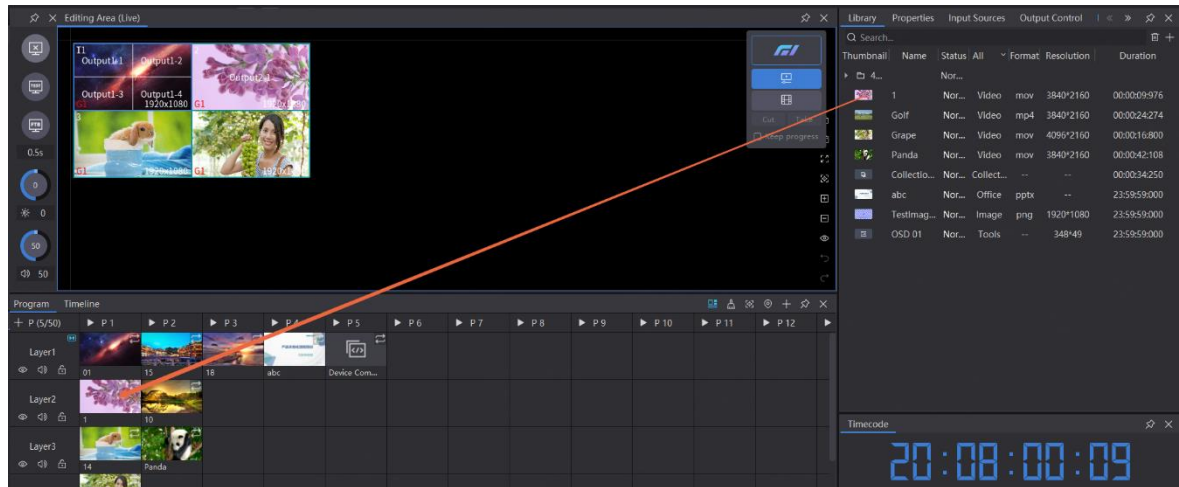 Editing Area (Live)
11
Output1-1
Output1-2
Output2-1
Output1-3
Output1-4
G1
1920x1080
G1
3
G1
1920x1080
G1
1920x1080
0.5s
0
0
50
50
Cut
Take
Keep progress
Library Properties Input Sources Output Control
Search...
Thumbnail Name Status All Format Resolution Duration
4... Nor...
1 Nor... Video mov 3840*2160 00:00:09:976
Golf Nor... Video mp4 3840*2160 00:00:24:274
Grape Nor... Video mov 4096*2160 00:00:16:800
Panda Nor... Video mov 3840*2160 00:00:42:108
Collectio... Nor... Collect... -- -- 00:00:34:250
abc Nor... Office pptx -- 23:59:59:000
TestImag... Nor... Image png 1920*1080 23:59:59:000
OSD 01 Nor... Tools -- 348*49 23:59:59:000
Program Timeline
P (5/50) P 1 P 2 P 3 P 4 P 5 P 6 P 7 P 8 P 9 P 10 P 11 P 12
Layer1
01 15 18 abc Device Com...
Layer2
1 10
Layer3
14 Panda
Timecode
20:08:00:09